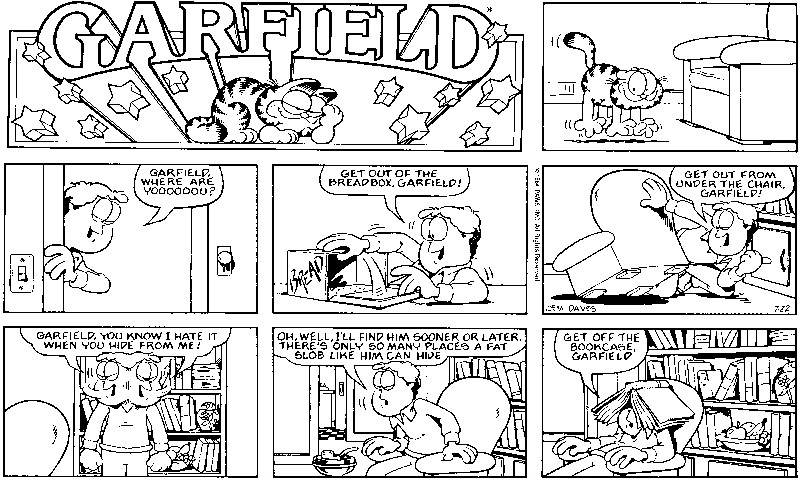 GARFIELD
GARFIELD,
WHERE ARE
YOOOOOOU?
GET OUT OF THE
BREADBOX, GARFIELD!
BREAD
GET OUT FROM
UNDER THE CHAIR,
GARFIELD!
JIM DAVIS
7-22
GARFIELD, YOU KNOW I HATE IT
WHEN YOU HIDE FROM ME!
OH, WELL, I'LL FIND HIM SOONER OR LATER.
THERE'S ONLY SO MANY PLACES A FAT
SLOB LIKE HIM CAN HIDE
GET OFF THE
BOOKCASE,
GARFIELD